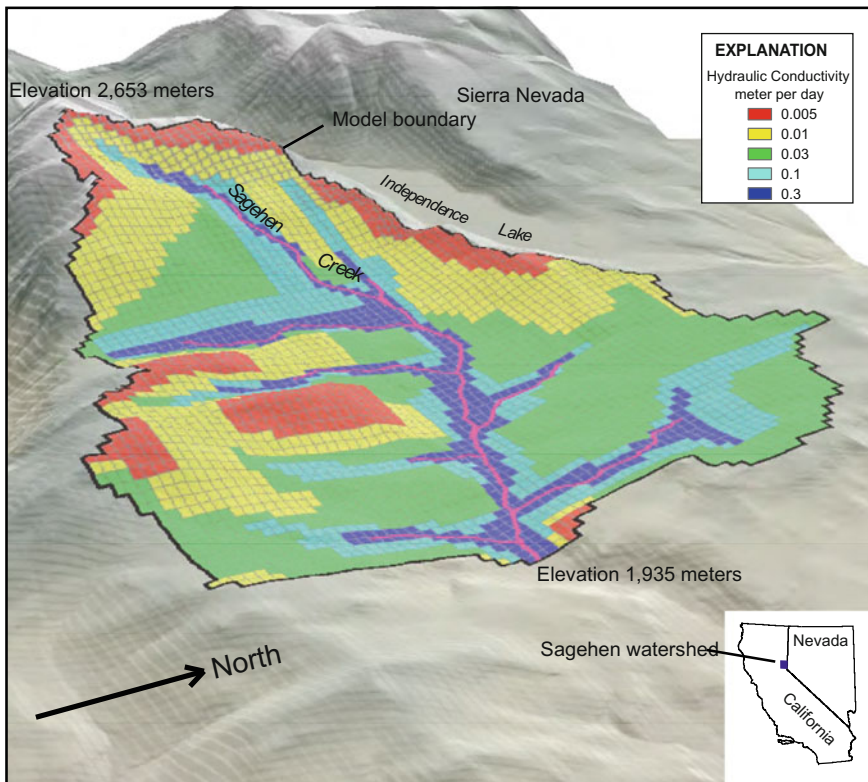 EXPLANATION
Hydraulic Conductivity
meter per day
0.005
0.01
0.03
0.1
0.3
Elevation 2,653 meters
Sierra Nevada
Model boundary
Independence
Lake
Sagehen
Creek
Elevation 1,935 meters
North
Sagehen watershed
Nevada
California